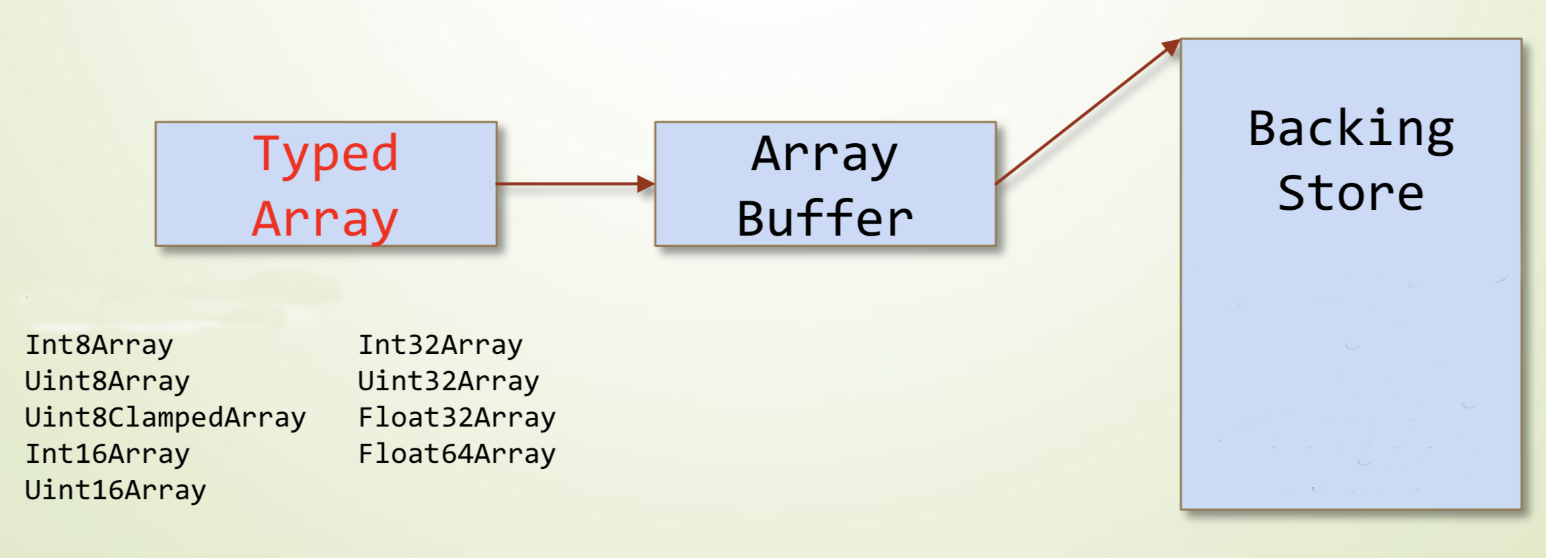 Typed
Array
Array
Buffer
Backing
Store
Int8Array
Uint8Array
Uint8ClampedArray
Int16Array
Uint16Array
Int32Array
Uint32Array
Float32Array
Float64Array